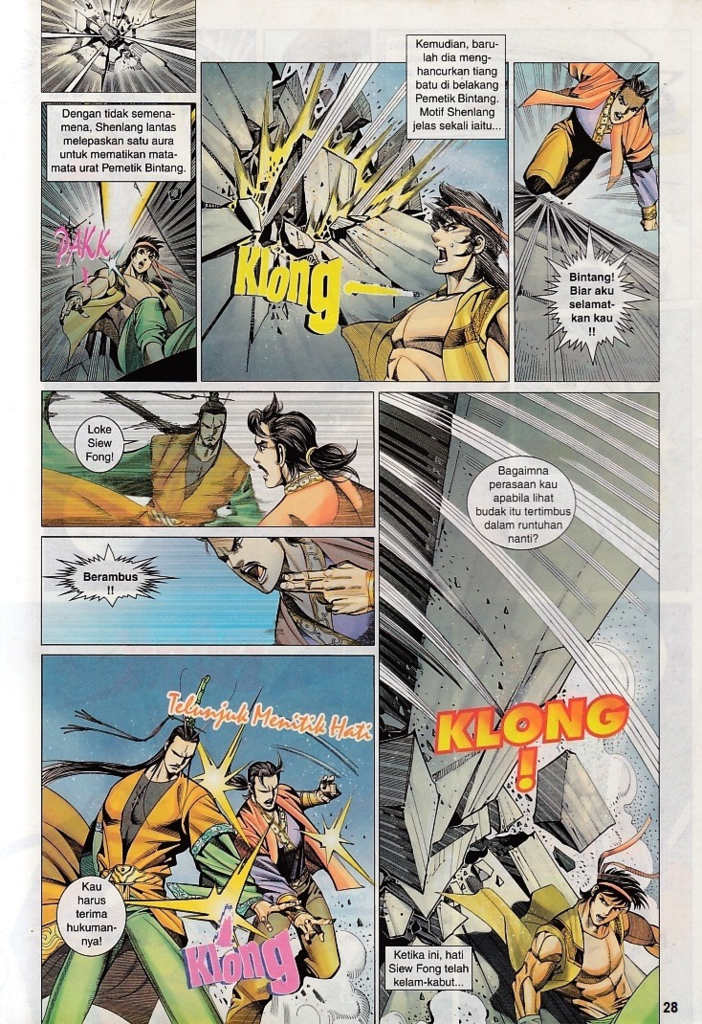 Dengan tidak semena-
mena, Shenlang lantas
melepaskan satu aura
untuk mematikan mata-
mata urat Pemetik Bintang.
PAKK
!
Kemudian, baru-
lah dia meng-
hancurkan tiang
batu di belakang
Pemetik Bintang.
Motif Shenlang
jelas sekali iaitu...
Klong
Bintang!
Biar aku
selamat-
kan kau
!!
Loke
Siew
Fong!
Berambus
!!
Bagaimna
perasaan kau
apabila lihat
budak itu tertimbus
dalam runtuhan
nanti?
KLONG
!
Telunjuk Menitik Hati
Kau
harus
terima
hukuman-
nya!
Klong
!
Ketika ini, hati
Siew Fong telah
kelam-kabut...
28